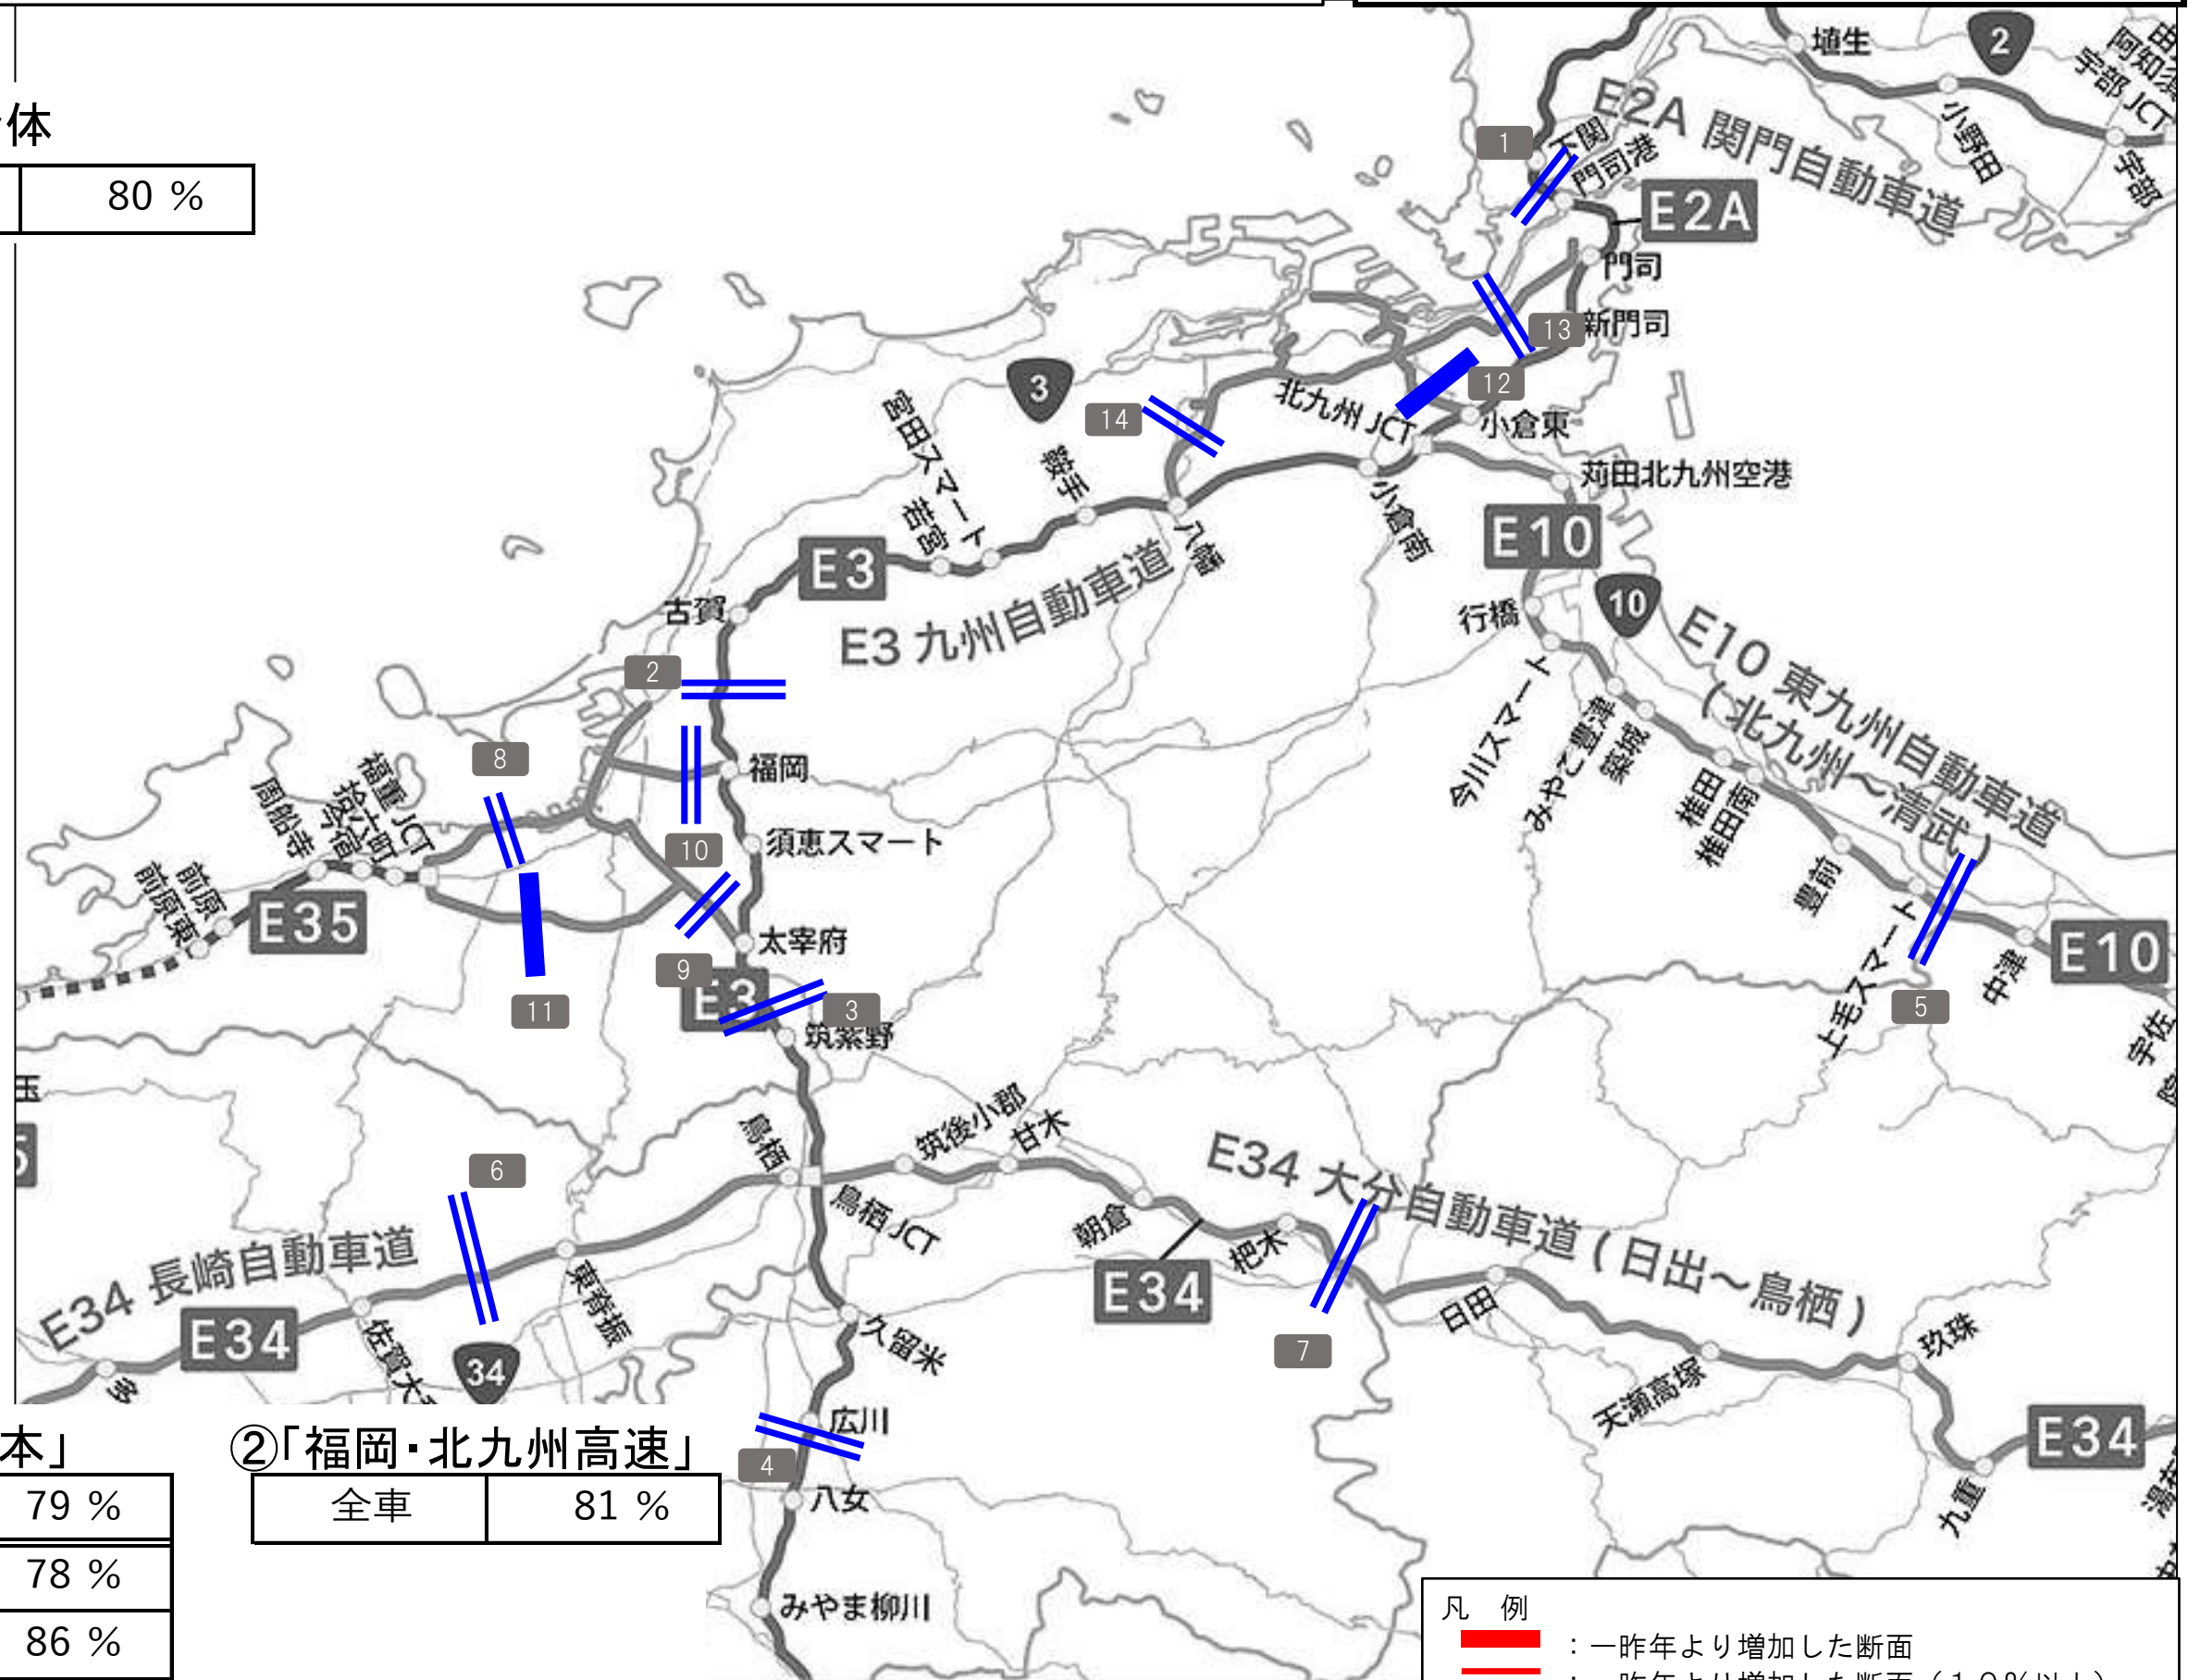 体
80 %
埴生
2
小野田
宇部 JCT
宇部
E2A 関門自動車道
1
下関
門司港
E2A
門司
13
新門司
12
3
14
北九州 JCT
小倉東
宮田スマート
若宮
鞍手
八幡
小倉南
苅田北九州空港
E10
E3
E3 九州自動車道
古賀
行橋
10
E10 東九州自動車道
( 北九州～清武 )
2
今川スマート
みやこ豊津
築城
椎田
椎田南
豊前
上毛スマート
中津
E10
宇佐
5
福岡
8
10
須恵スマート
福重 JCT
拾六町
今宿
周船寺
前原
前原東
E35
太宰府
9
E3
3
11
筑紫野
玉
6
鳥栖
筑後小郡
甘木
鳥栖 JCT
朝倉
杷木
E34 大分自動車道 ( 日出～鳥栖 )
E34
7
日田
天瀬高塚
玖珠
九重
E34
E34 長崎自動車道
E34
東脊振
34
多
久留米
広川
4
八女
みやま柳川
本」
79 %
78 %
86 %
②「福岡･北九州高速」
全車 81 %
凡 例
：一昨年より増加した断面